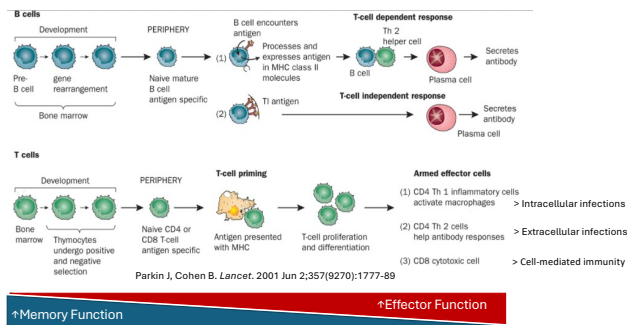 B cells
Development
PERIPHERY
B cell encounters
antigen
T-cell dependent response
Th 2
helper cell
(1)
Processes and
expresses antigen
in MHC class II
molecules
Secretes
antibody
Pre-
B cell
gene
rearrangement
Naive mature
B cell
antigen specific
B cell
Plasma cell
Bone marrow
TI antigen
T-cell independent response
(2)
Secretes
antibody
Plasma cell
T cells
Development
PERIPHERY
T-cell priming
Armed effector cells
(1) CD4 Th 1 inflammatory cells
activate macrophages
> Intracellular infections
(2) CD4 Th 2 cells
help antibody responses
> Extracellular infections
(3) CD8 cytotoxic cell
> Cell-mediated immunity
Bone
marrow
Thymocytes
undergo positive
and negative
selection
Naive CD4 or
CD8 T-cell
antigen specific
Antigen presented
with MHC
T-cell proliferation
and differentiation
Parkin J, Cohen B. Lancet. 2001 Jun 2;357(9270):1777-89
↑Effector Function
↑Memory Function